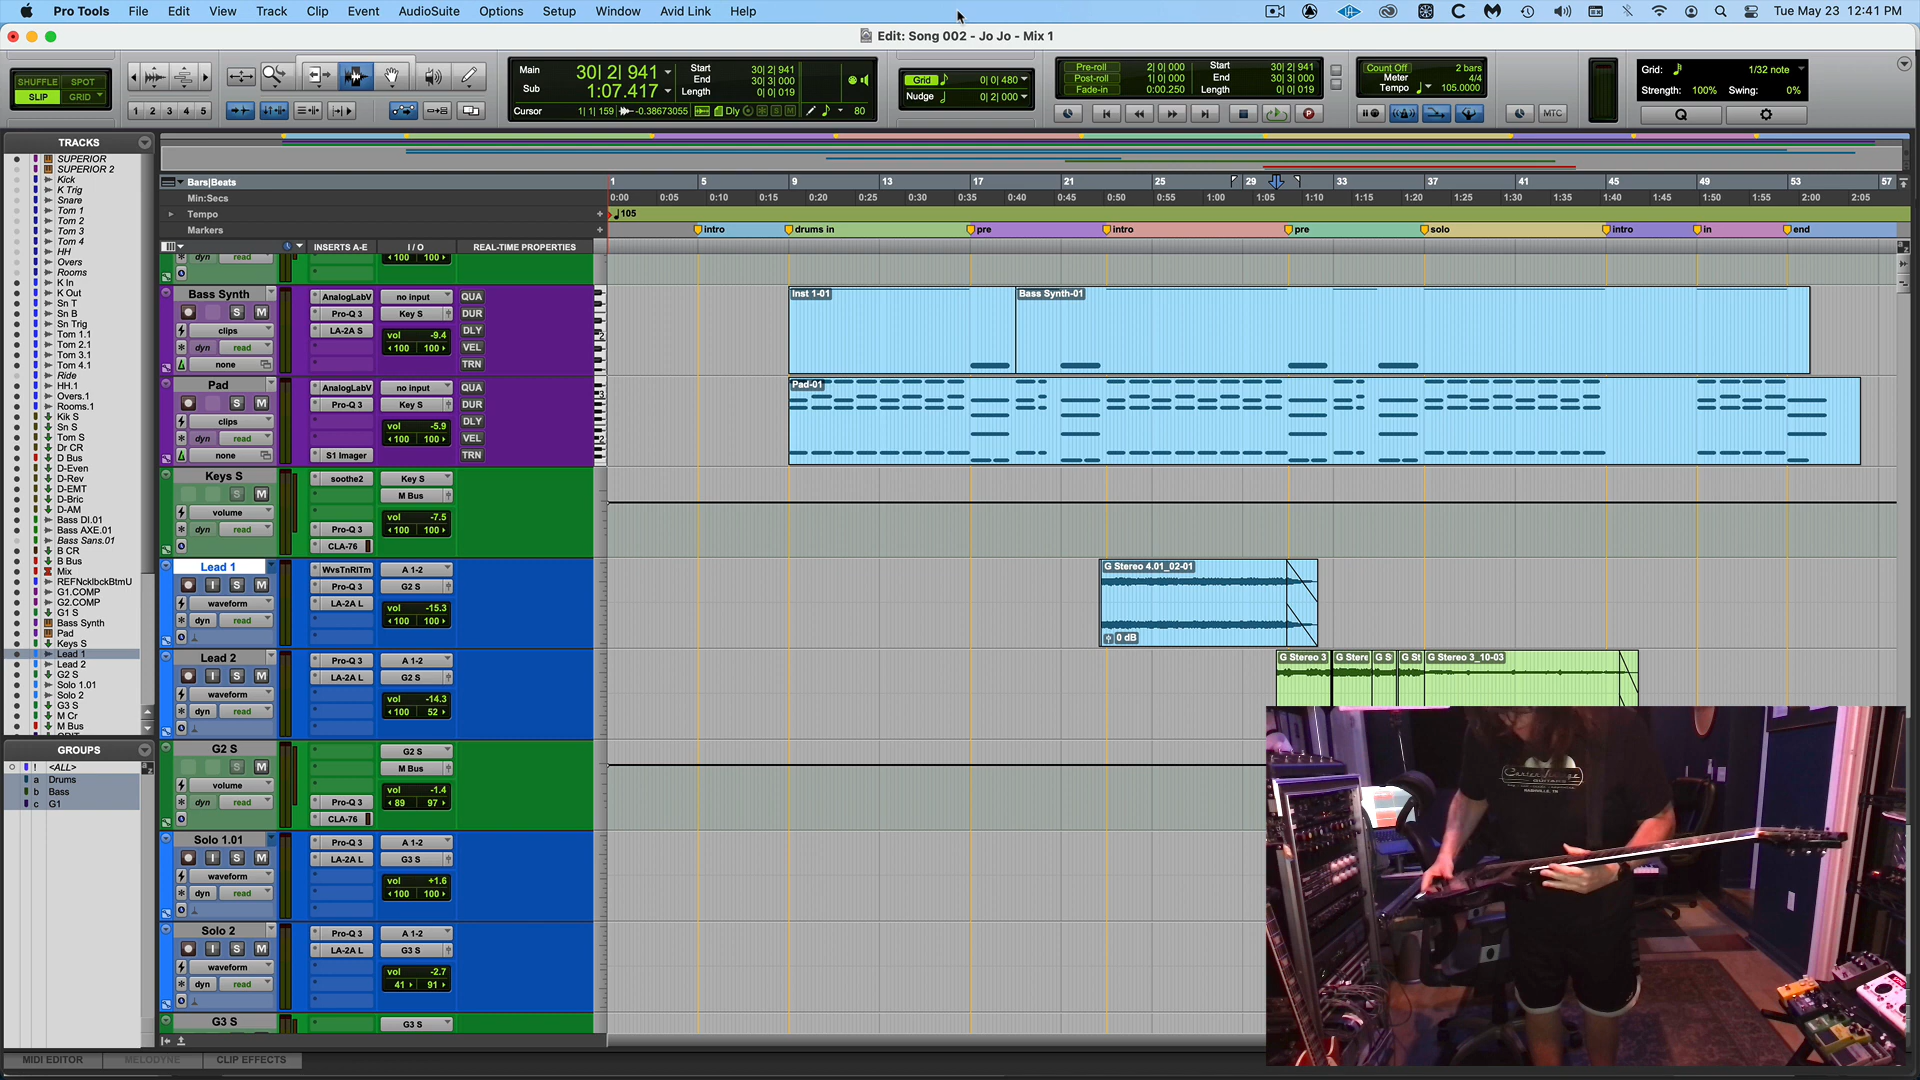 Pro Tools File Edit View Track Clip Event AudioSuite Options Setup Window Avid Link Help Tue May 23 12:41 PM
Edit: Song 002 - Jo Jo - Mix 1
SHUFFLE SPOT
SLIP GRID
1 2 3 4 5
Main 30| 2| 941
Sub 1:07.417
Start 30| 2| 941
End 30| 3| 000
Length 0| 0| 019
Cursor 1| 1| 159 -0.38673055 Dly 80
Grid 0| 0| 480
Nudge 0| 2| 000
Pre-roll 2| 0| 000
Post-roll 1| 0| 000
Fade-in 0:00.250
Start 30| 2| 941
End 30| 3| 000
Length 0| 0| 019
Count Off 2 bars
Meter 4/4
Tempo 105.0000
MTC
Grid: 1/32 note
Strength: 100% Swing: 0%
Q
TRACKS
SUPERIOR
SUPERIOR 2
Kick
K Trig
Snare
Tom 1
Tom 2
Tom 3
Tom 4
HH
Overs
Rooms
K In
K Out
Sn T
Sn B
Sn Trig
Tom 1.1
Tom 2.1
Tom 3.1
Tom 4.1
Ride
HH.1
Overs.1
Rooms.1
Kik S
Sn S
Tom S
Dr CR
D Bus
D-Even
D-Rev
D-EMT
D-Bric
D-AM
Bass DI.01
Bass AXE.01
Bass Sans.01
B CR
B Bus
Mix
REFNcklbckBtmU
G1.COMP
G2.COMP
G1 S
Bass Synth
Pad
Keys S
Lead 1
Lead 2
G2 S
Solo 1.01
Solo 2
G3 S
M Cr
M Bus
GROUPS
! <ALL>
a Drums
b Bass
c G1
Bars|Beats 1 5 9 13 17 21 25 29 33 37 41 45 49 53 57
Min:Secs 0:00 0:05 0:10 0:15 0:20 0:25 0:30 0:35 0:40 0:45 0:50 0:55 1:00 1:05 1:10 1:15 1:20 1:25 1:30 1:35 1:40 1:45 1:50 1:55 2:00 2:05
Tempo 105
Markers intro drums in pre intro pre solo intro in end
INSERTS A-E I / O REAL-TIME PROPERTIES
dyn read 100 100
Bass Synth AnalogLabV no input QUA Inst 1-01 Bass Synth-01
S M Pro-Q 3 Key S DUR
clips LA-2A S vol -9.4 DLY
dyn read 100 100 VEL
none TRN
Pad AnalogLabV no input QUA Pad-01
S M Pro-Q 3 Key S DUR
clips vol -5.9 DLY
dyn read 100 100 VEL
none S1 Imager TRN
Keys S soothe2 Key S
S M M Bus
volume vol -7.5
dyn read Pro-Q 3 100 100
CLA-76
Lead 1 WvsTnRlTm A 1-2 G Stereo 4.01_02-01
I S M Pro-Q 3 G2 S
waveform LA-2A L vol -15.3
dyn read 100 100
0 dB
Lead 2 Pro-Q 3 A 1-2 G Stereo 3 G Stere G S G St G Stereo 3_10-03
I S M LA-2A L G2 S
waveform vol -14.3
dyn read 100 52
G2 S G2 S
S M M Bus
volume vol -1.4
dyn read Pro-Q 3 89 97
CLA-76
Solo 1.01 Pro-Q 3 A 1-2
I S M LA-2A L G3 S
waveform vol +1.6
dyn read 100 100
Solo 2 Pro-Q 3 A 1-2
I S M LA-2A L G3 S
waveform vol -2.7
dyn read 41 91
G3 S G3 S
MIDI EDITOR MELODYNE CLIP EFFECTS
Carter Vintage
GUITARS
NASHVILLE, TN